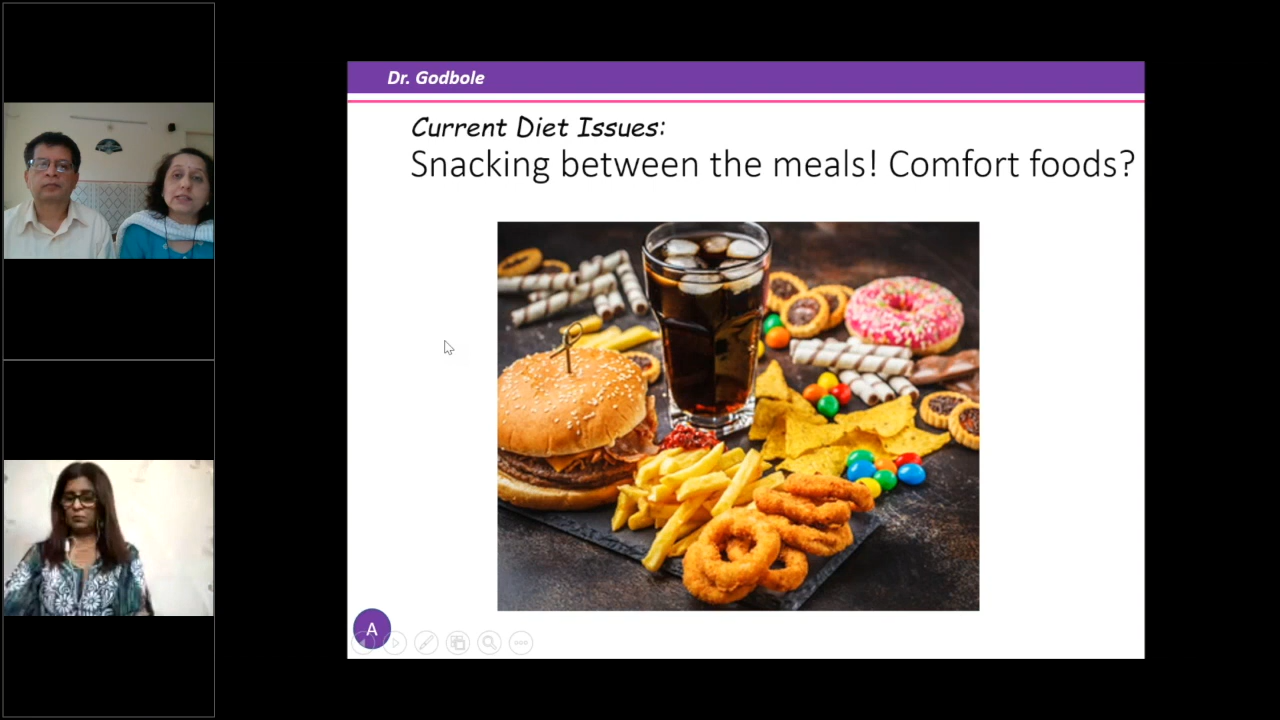 Dr. Godbole
Current Diet Issues:
Snacking between the meals! Comfort foods?
A